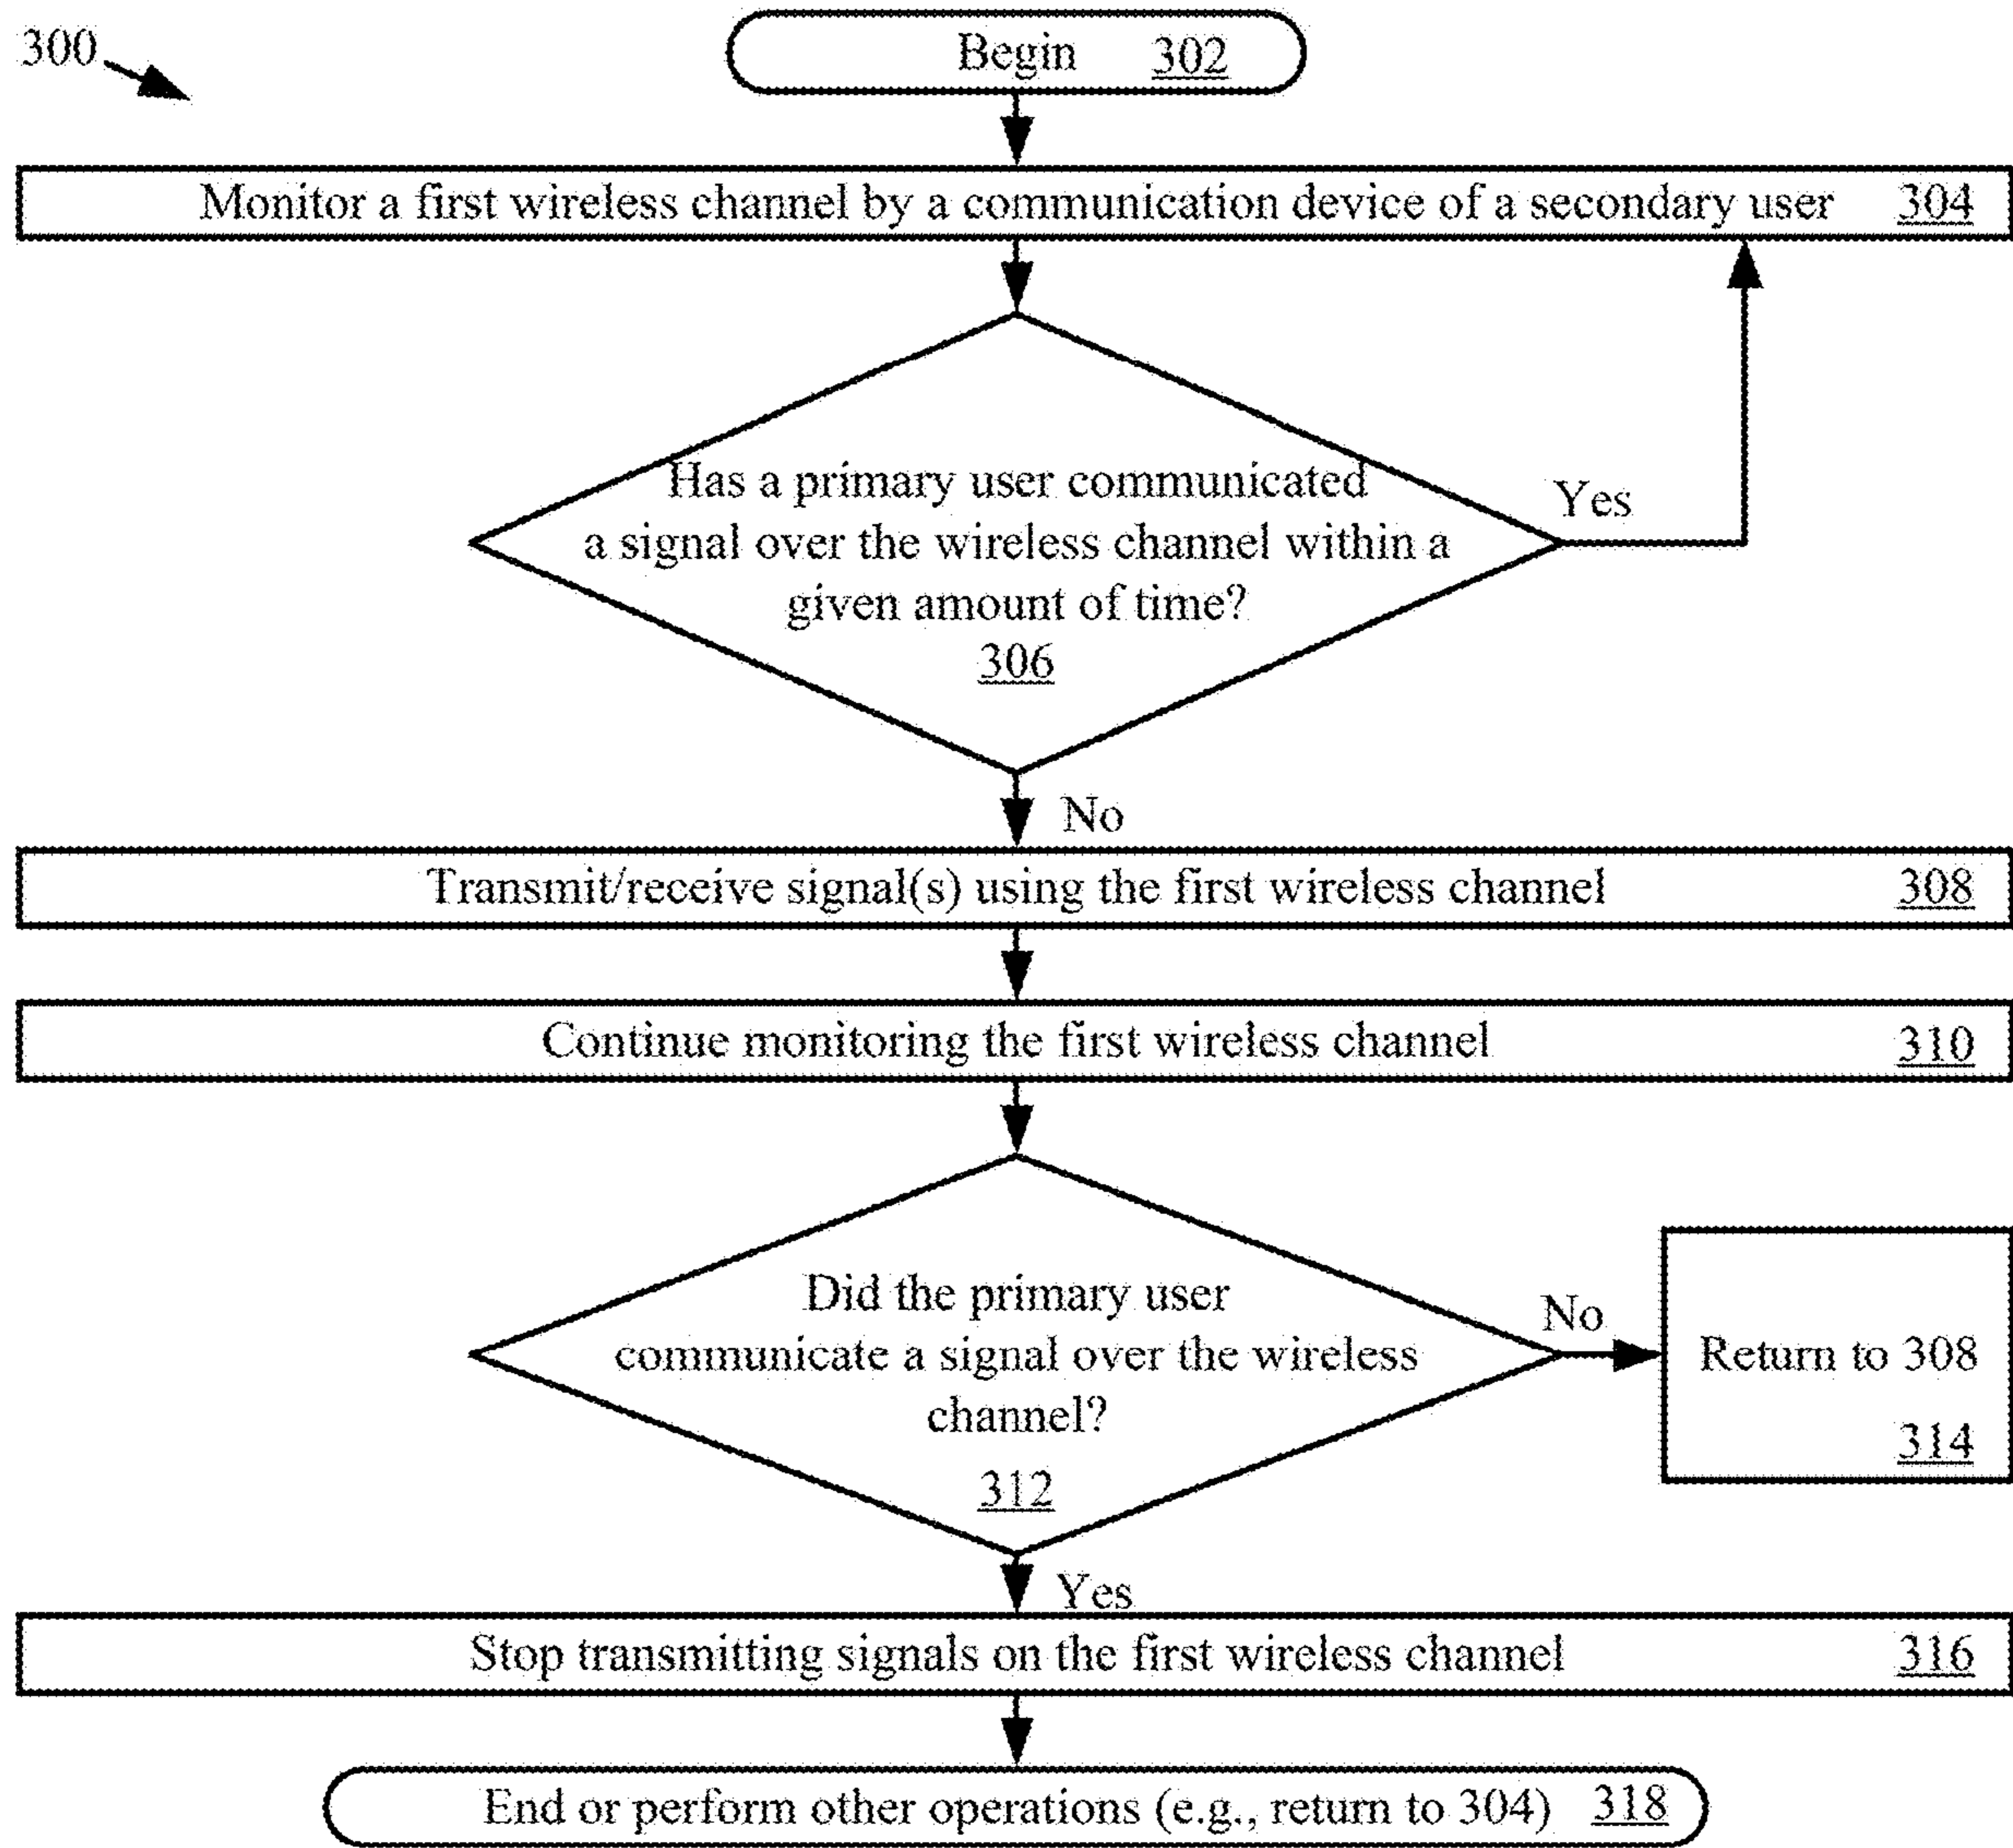 300
Begin 302
Monitor a first wireless channel by a communication device of a secondary user 304
Has a primary user communicated
Yes
a signal over the wireless channel within a
given amount of time?
306
No
Transmit/receive signal(s) using the first wireless channel 308
Continue monitoring the first wireless channel 310
Did the primary user
No
communicate a signal over the wireless
Return to 308
channel?
314
312
Yes
Stop transmitting signals on the first wireless channel 316
End or perform other operations (e.g., return to 304) 318